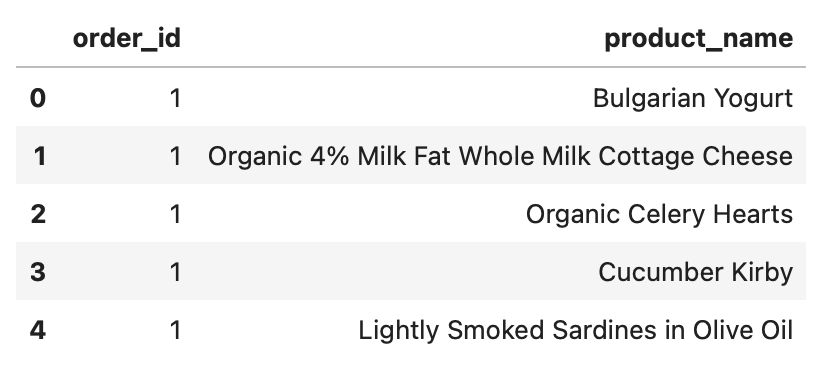 order_id product_name
0 1 Bulgarian Yogurt
1 1 Organic 4% Milk Fat Whole Milk Cottage Cheese
2 1 Organic Celery Hearts
3 1 Cucumber Kirby
4 1 Lightly Smoked Sardines in Olive Oil